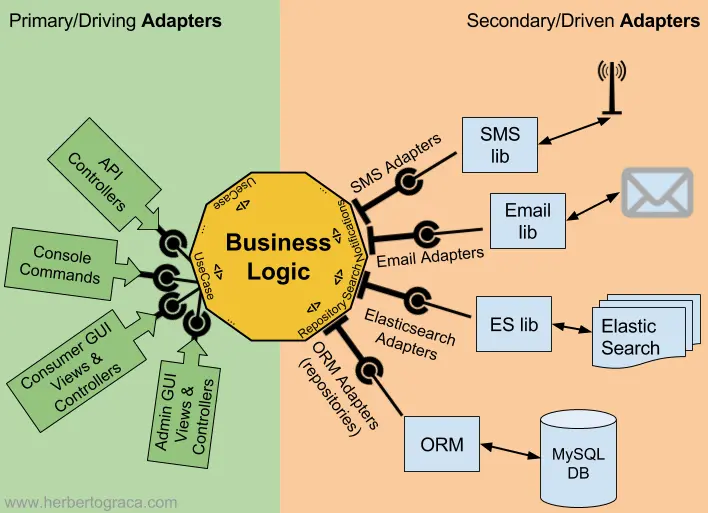 Primary/Driving Adapters
Secondary/Driven Adapters
API
Controllers
Console
Commands
Consumer GUI
Views &
Controllers
Admin GUI
Views &
Controllers
UseCase
</>
...
...
UseCase
</>
...
...
Business
Logic
Notifications
</>
Search
</>
Repository
</>
SMS Adapters
SMS
lib
Email Adapters
Email
lib
Elasticsearch
Adapters
ES lib
Elastic
Search
ORM Adapters
(repositories)
ORM
MySQL
DB
www.herbertograca.com